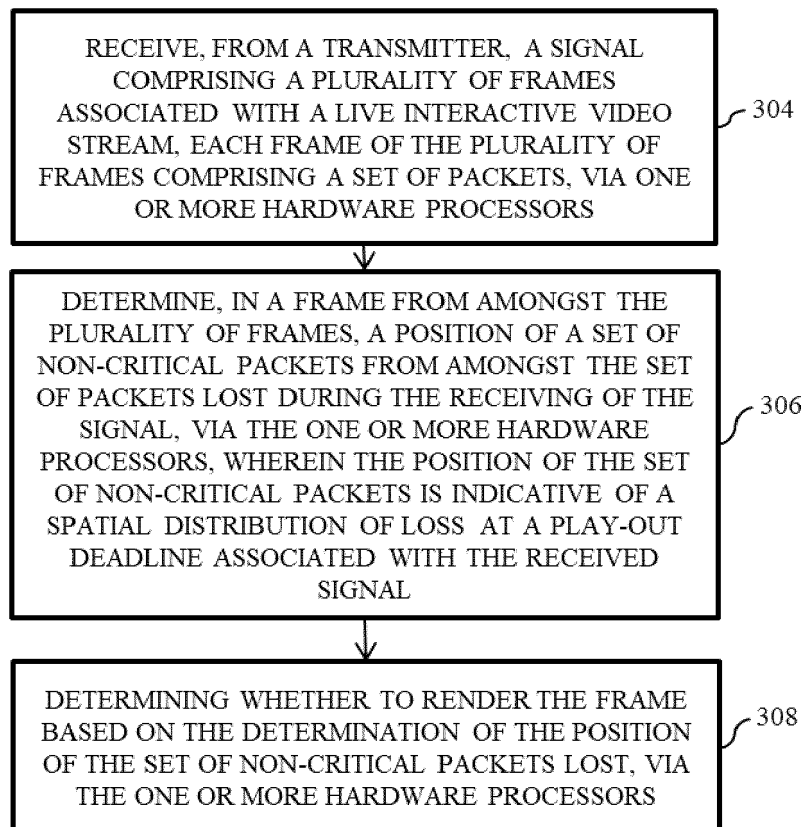 RECEIVE, FROM A TRANSMITTER, A SIGNAL
COMPRISING A PLURALITY OF FRAMES
ASSOCIATED WITH A LIVE INTERACTIVE VIDEO
STREAM, EACH FRAME OF THE PLURALITY OF
FRAMES COMPRISING A SET OF PACKETS, VIA ONE
OR MORE HARDWARE PROCESSORS
304
DETERMINE, IN A FRAME FROM AMONGST THE
PLURALITY OF FRAMES, A POSITION OF A SET OF
NON-CRITICAL PACKETS FROM AMONGST THE SET
OF PACKETS LOST DURING THE RECEIVING OF THE
SIGNAL, VIA THE ONE OR MORE HARDWARE
PROCESSORS, WHEREIN THE POSITION OF THE SET
OF NON-CRITICAL PACKETS IS INDICATIVE OF A
SPATIAL DISTRIBUTION OF LOSS AT A PLAY-OUT
DEADLINE ASSOCIATED WITH THE RECEIVED
SIGNAL
306
DETERMINING WHETHER TO RENDER THE FRAME
BASED ON THE DETERMINATION OF THE POSITION
OF THE SET OF NON-CRITICAL PACKETS LOST, VIA
THE ONE OR MORE HARDWARE PROCESSORS
308